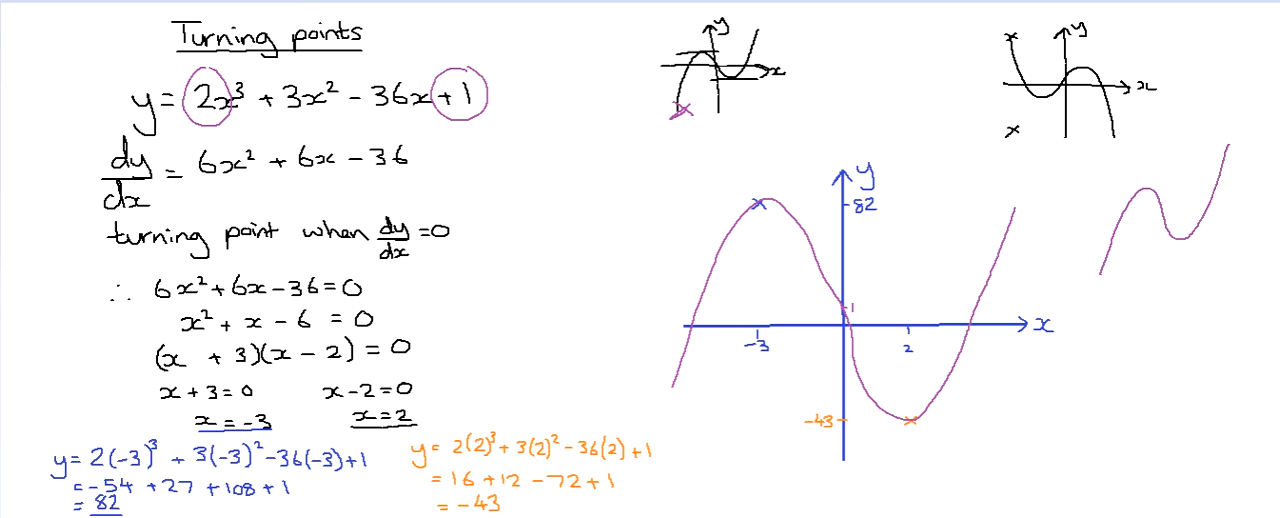 Turning points
y = 2x³ + 3x² - 36x + 1
dy/dx = 6x² + 6x - 36
turning point when dy/dx = 0
∴ 6x² + 6x - 36 = 0
x² + x - 6 = 0
(x + 3)(x - 2) = 0
x + 3 = 0 x - 2 = 0
x = -3 x = 2
y = 2(-3)³ + 3(-3)² - 36(-3) + 1
= -54 + 27 + 108 + 1
= 82
y = 2(2)³ + 3(2)² - 36(2) + 1
= 16 + 12 - 72 + 1
= -43
y
x
y
x
y
82
1
x
-3 2
-43